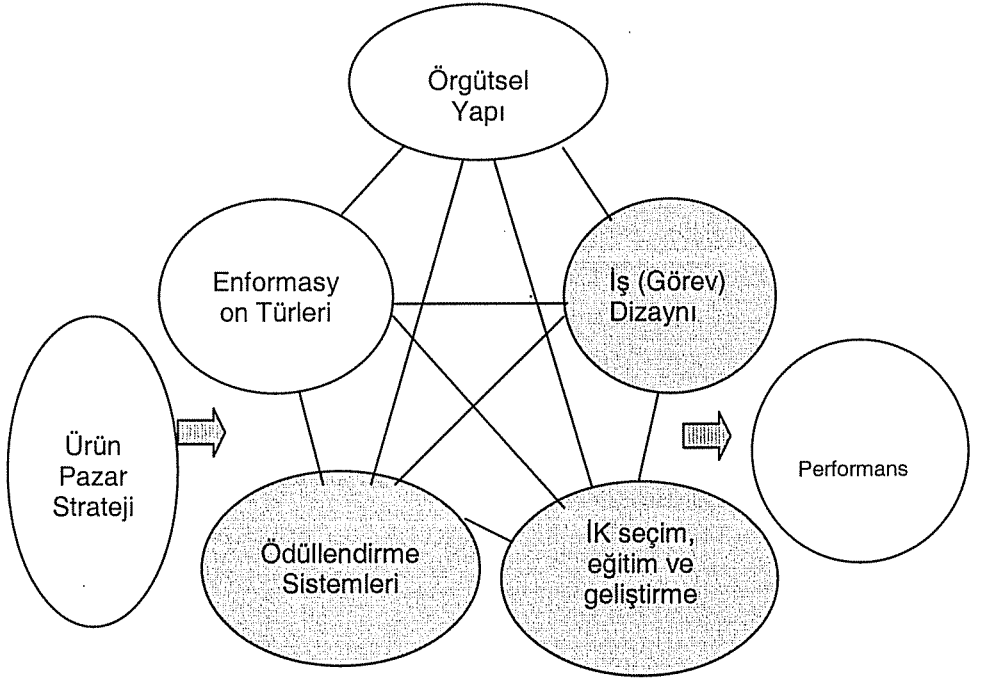 Örgütsel
Yapı
Enformasy
on Türleri
İş (Görev)
Dizaynı
Ürün
Pazar
Strateji
Performans
Ödüllendirme
Sistemleri
İK seçim,
eğitim ve
geliştirme